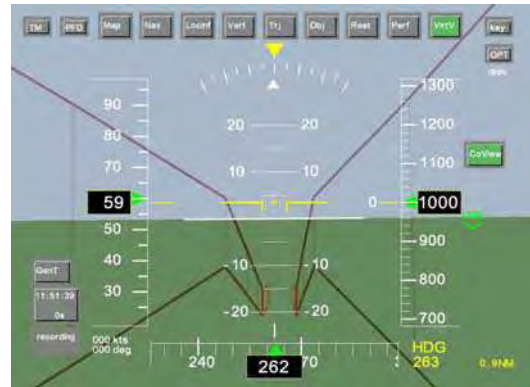 TM PFD Map Nav Locmf Vert Trj Obj Rest Perf VrtV key
OPT
1300
90 1200
80 20 20
70 1100 CoView
10 10
59 0 1000
50 900
40 -10 -10 800
GenT
30
11:51:39 -20 -20 700
0s
recording
000 kts
000 deg
240 262 70
HDG
263 0.9NM